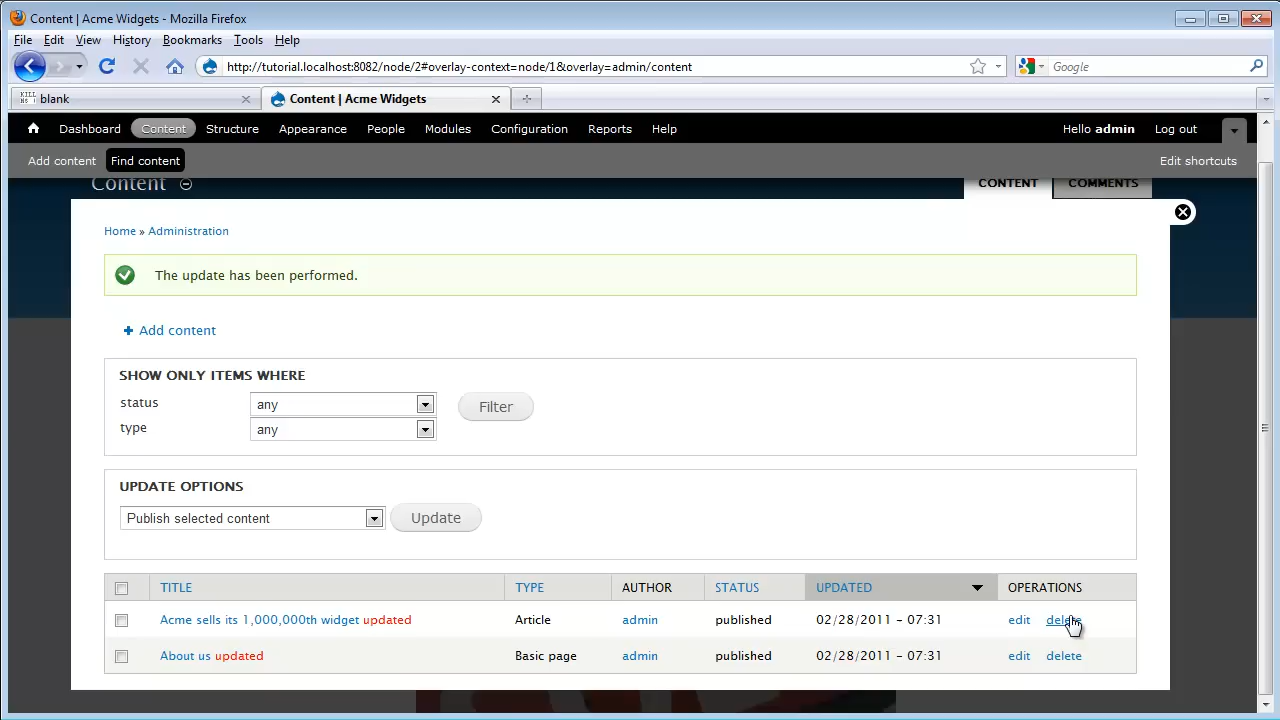 Content | Acme Widgets - Mozilla Firefox
File Edit View History Bookmarks Tools Help
http://tutorial.localhost:8082/node/2#overlay-context=node/1&overlay=admin/content
Google
blank
Content | Acme Widgets
Dashboard Content Structure Appearance People Modules Configuration Reports Help
Hello admin Log out
Add content Find content
Edit shortcuts
Content
CONTENT COMMENTS
Home » Administration
The update has been performed.
+ Add content
SHOW ONLY ITEMS WHERE
status any Filter
type any
UPDATE OPTIONS
Publish selected content Update
TITLE TYPE AUTHOR STATUS UPDATED OPERATIONS
Acme sells its 1,000,000th widget updated Article admin published 02/28/2011 - 07:31 edit delete
About us updated Basic page admin published 02/28/2011 - 07:31 edit delete